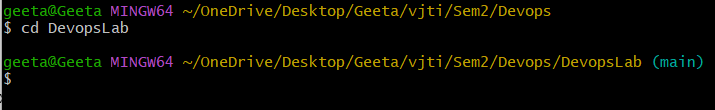 geeta@Geeta MINGW64 ~/OneDrive/Desktop/Geeta/vjti/Sem2/Devops
$ cd DevopsLab
geeta@Geeta MINGW64 ~/OneDrive/Desktop/Geeta/vjti/Sem2/Devops/DevopsLab (main)
$